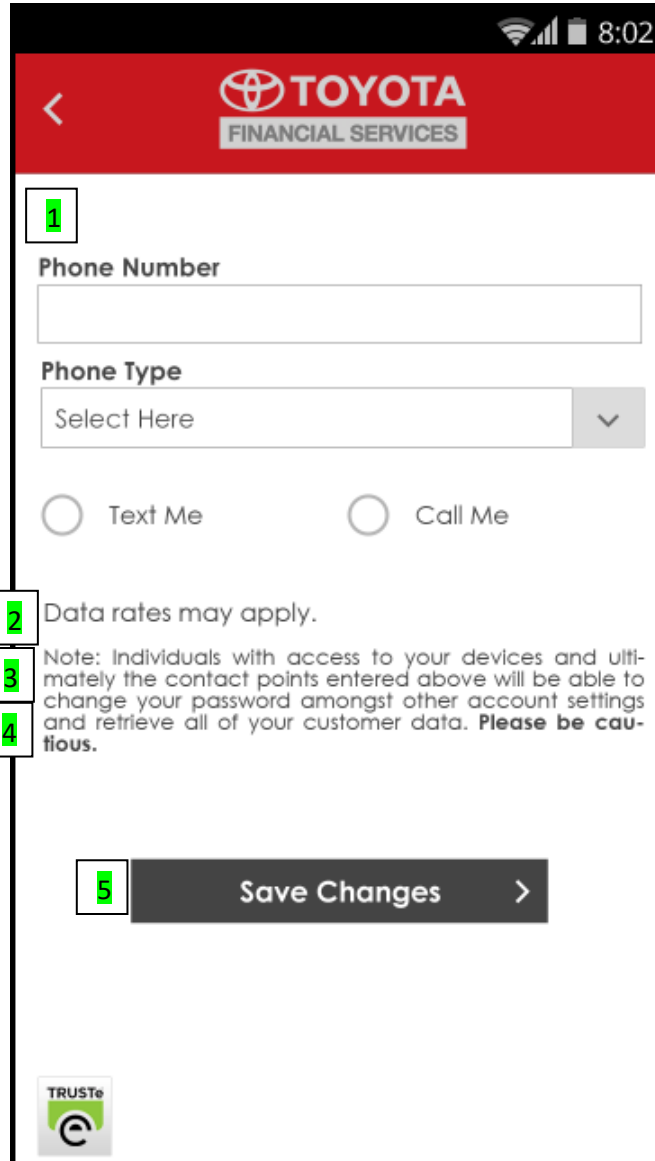 8:02
TOYOTA
FINANCIAL SERVICES
1
Phone Number
Phone Type
Select Here
Text Me Call Me
2 Data rates may apply.
Note: Individuals with access to your devices and ulti-
3 mately the contact points entered above will be able to
change your password amongst other account settings
4 and retrieve all of your customer data. Please be cau-
tious.
5 Save Changes
TRUSTe